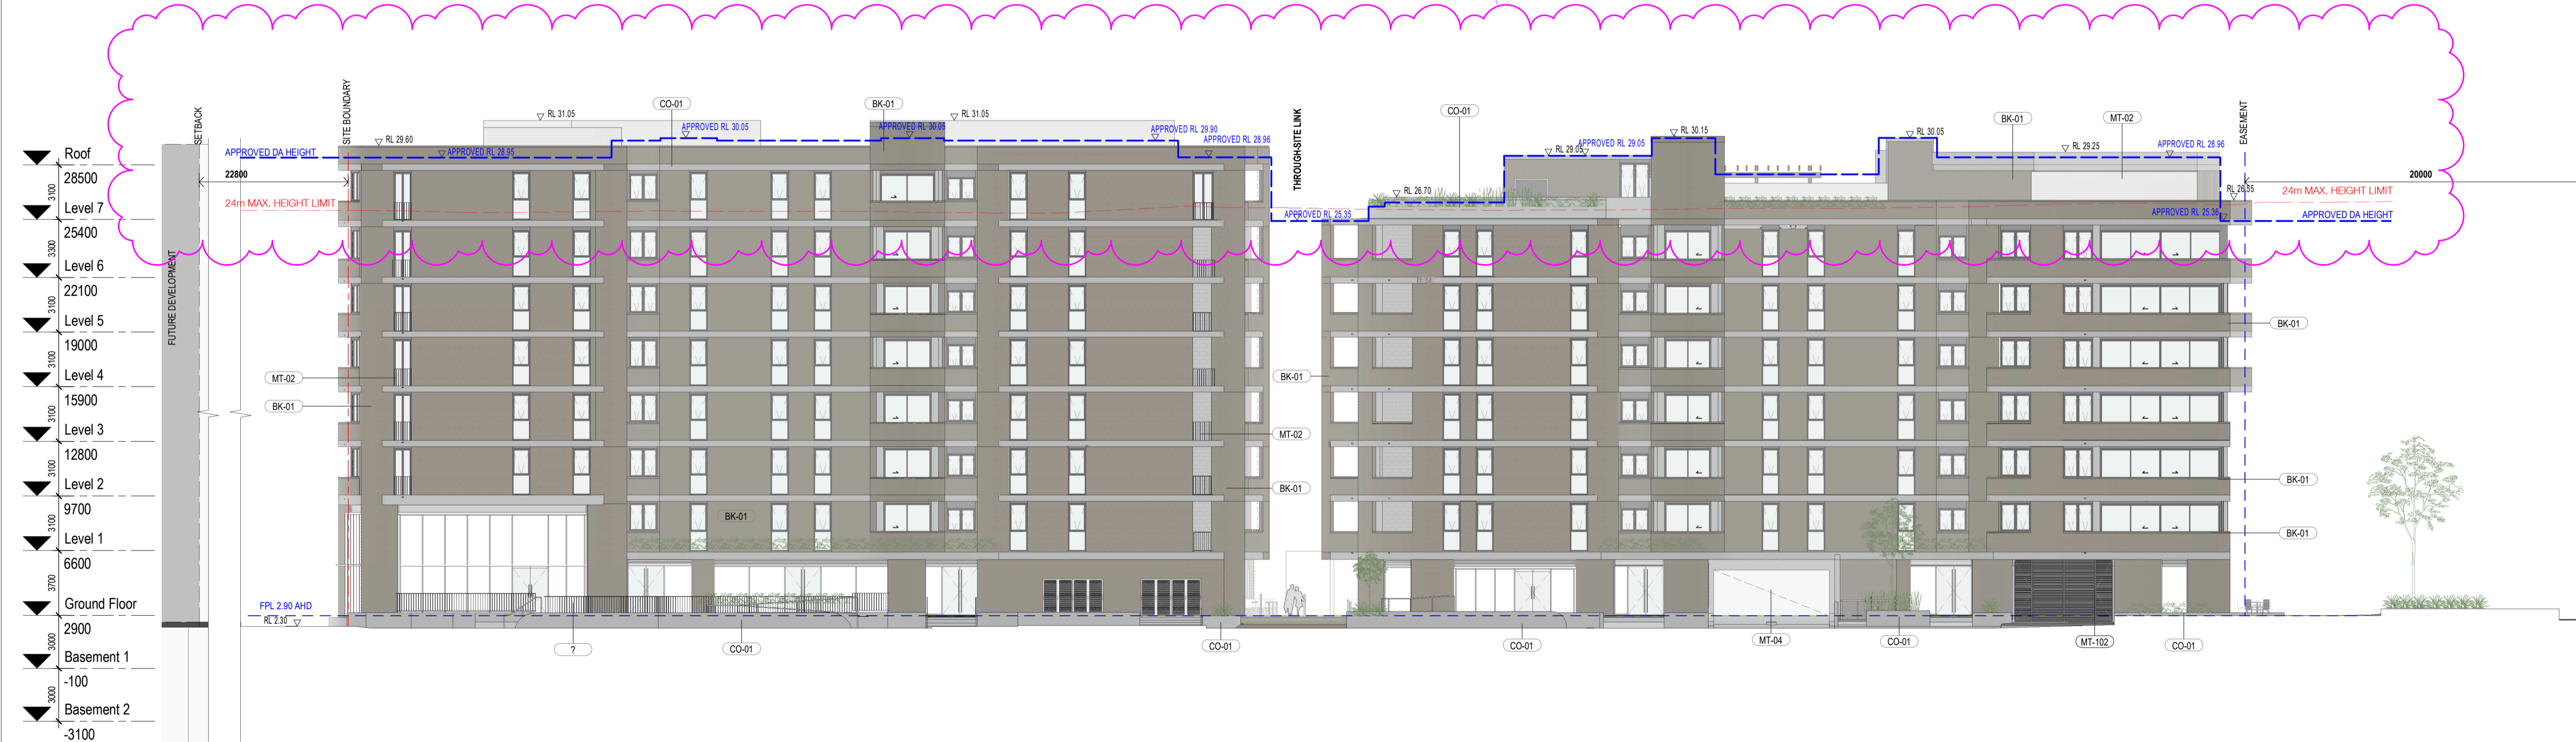 SETBACK
SITE BOUNDARY
THROUGH-SITE LINK
EASEMENT
FUTURE DEVELOPMENT
RL 31.05
CO-01
BK-01
RL 31.05
CO-01
RL 30.15
RL 30.05
BK-01
MT-02
APPROVED RL 30.05
APPROVED RL 30.05
APPROVED RL 29.90
RL 29.60
APPROVED RL 28.96
RL 29.05
APPROVED RL 29.05
RL 29.25
APPROVED RL 28.96
APPROVED DA HEIGHT
APPROVED RL 28.95
22800
20000
RL 26.70
RL 26.55
24m MAX. HEIGHT LIMIT
24m MAX. HEIGHT LIMIT
APPROVED RL 25.35
APPROVED RL 25.36
APPROVED DA HEIGHT
Roof
28500
3100
Level 7
25400
3300
Level 6
22100
3100
Level 5
19000
3100
Level 4
15900
3100
Level 3
12800
3100
Level 2
9700
3100
Level 1
6600
3700
Ground Floor
2900
3000
Basement 1
-100
3000
Basement 2
-3100
BK-01
MT-02
BK-01
BK-01
MT-02
BK-01
BK-01
BK-01
BK-01
FPL 2.90 AHD
RL 2.30
?
CO-01
CO-01
CO-01
MT-04
CO-01
MT-102
CO-01